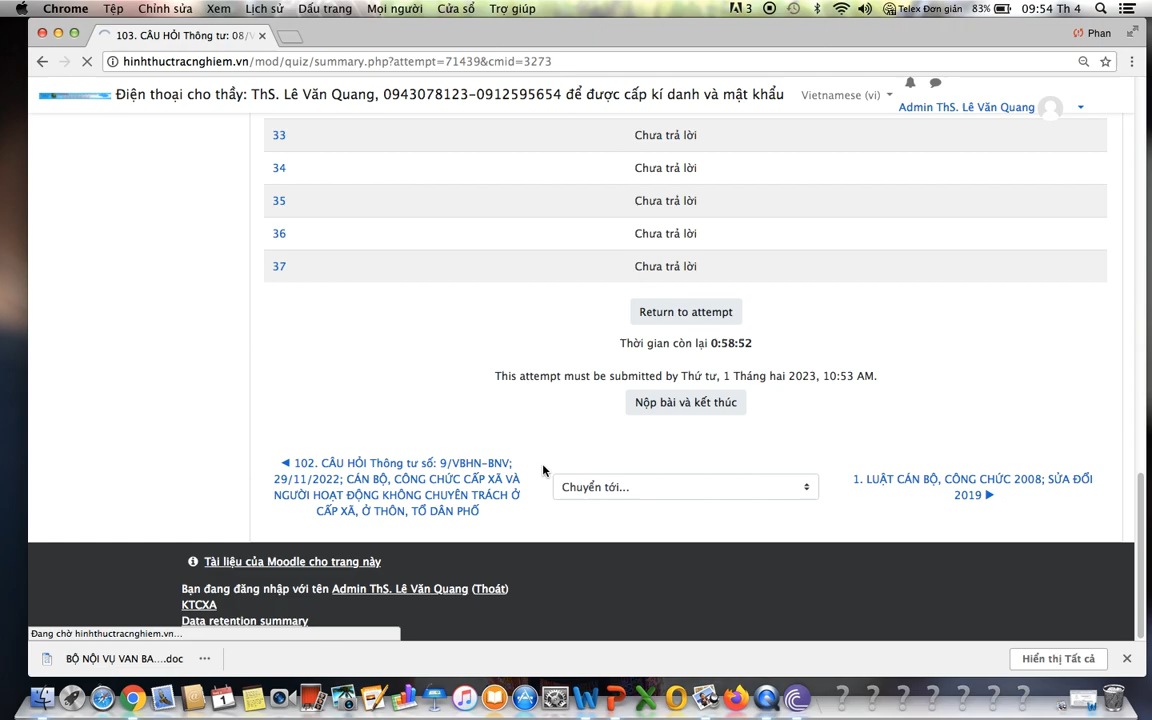 Chrome Tệp Chỉnh sửa Xem Lịch sử Dấu trang Mọi người Cửa sổ Trợ giúp 3 Telex Đơn giản 83% 09:54 Th 4
103. CÂU HỎI Thông tư: 08/V Phan
hinhthuctracnghiem.vn/mod/quiz/summary.php?attempt=71439&cmid=3273
Điện thoại cho thầy: ThS. Lê Văn Quang, 0943078123-0912595654 để được cấp kí danh và mật khẩu Vietnamese (vi)
Admin ThS. Lê Văn Quang
33 Chưa trả lời
34 Chưa trả lời
35 Chưa trả lời
36 Chưa trả lời
37 Chưa trả lời
Return to attempt
Thời gian còn lại 0:58:52
This attempt must be submitted by Thứ tư, 1 Tháng hai 2023, 10:53 AM.
Nộp bài và kết thúc
◄ 102. CÂU HỎI Thông tư số: 9/VBHN-BNV;
29/11/2022; CÁN BỘ, CÔNG CHỨC CẤP XÃ VÀ
NGƯỜI HOẠT ĐỘNG KHÔNG CHUYÊN TRÁCH Ở
CẤP XÃ, Ở THÔN, TỔ DÂN PHỐ
Chuyển tới...
1. LUẬT CÁN BỘ, CÔNG CHỨC 2008; SỬA ĐỔI
2019 ►
Tài liệu của Moodle cho trang này
Bạn đang đăng nhập với tên Admin ThS. Lê Văn Quang (Thoát)
KTCXA
Data retention summary
Đang chờ hinhthuctracnghiem.vn...
BỘ NỘI VỤ VAN BA....doc Hiển thị Tất cả